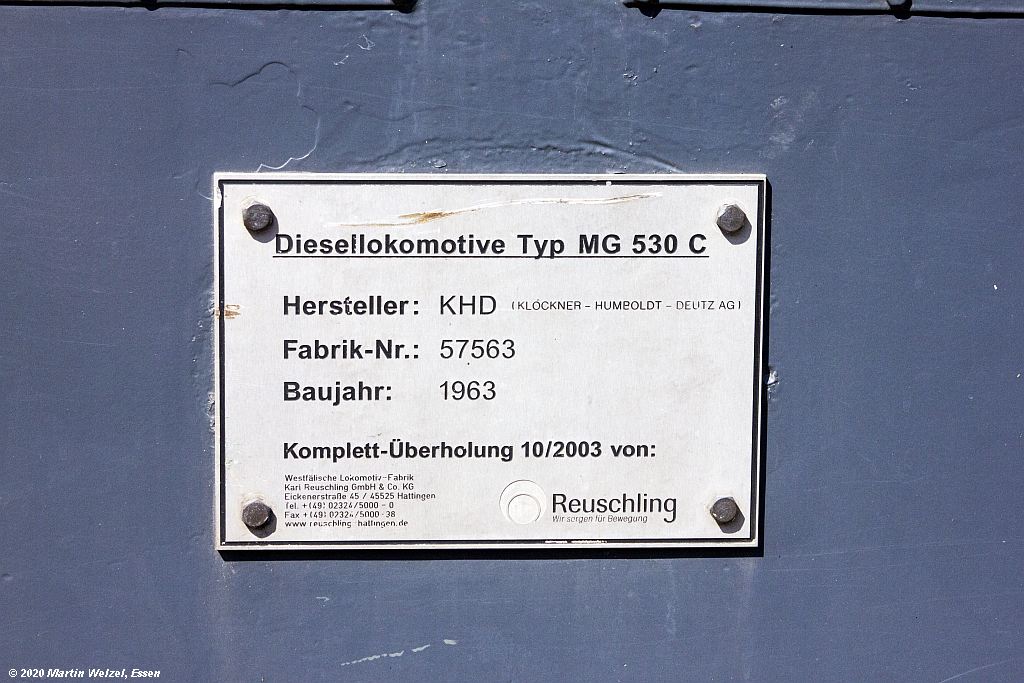 Diesellokomotive Typ MG 530 C
Hersteller: KHD (KLÖCKNER - HUMBOLDT - DEUTZ AG)
Fabrik-Nr.: 57563
Baujahr: 1963
Komplett-Überholung 10/2003 von:
Westfälische Lokomotiv-Fabrik
Karl Reuschling GmbH & Co. KG
Eickenerstraße 45 / 45525 Hattingen
Tel. +(49) 02324/5000 - 0
Fax +(49) 02324/5000-38
www.reuschling-hattingen.de
Reuschling
Wir sorgen für Bewegung
© 2020 Martin Welzel, Essen